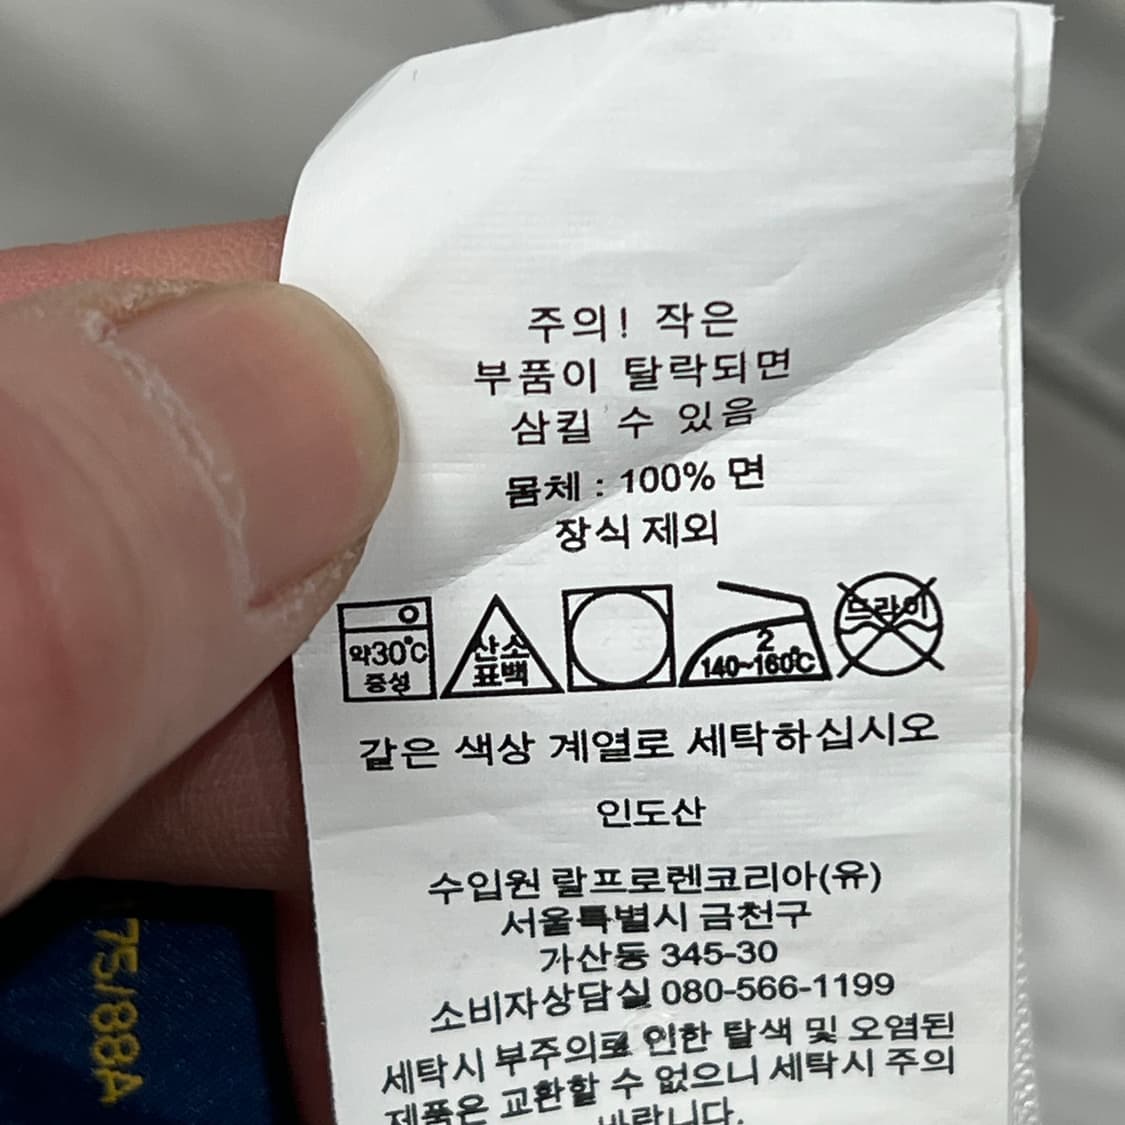 주의! 작은
부품이 탈락되면
삼킬 수 있음
몸체 : 100% 면
장식 제외
약30℃
중성
산소
표백
2
140~160℃
드라이
같은 색상 계열로 세탁하십시오
인도산
수입원 랄프로렌코리아(유)
서울특별시 금천구
가산동 345-30
소비자상담실 080-566-1199
세탁시 부주의로 인한 탈색 및 오염된
제품은 교환할 수 없으니 세탁시 주의
바랍니다.
75J88A